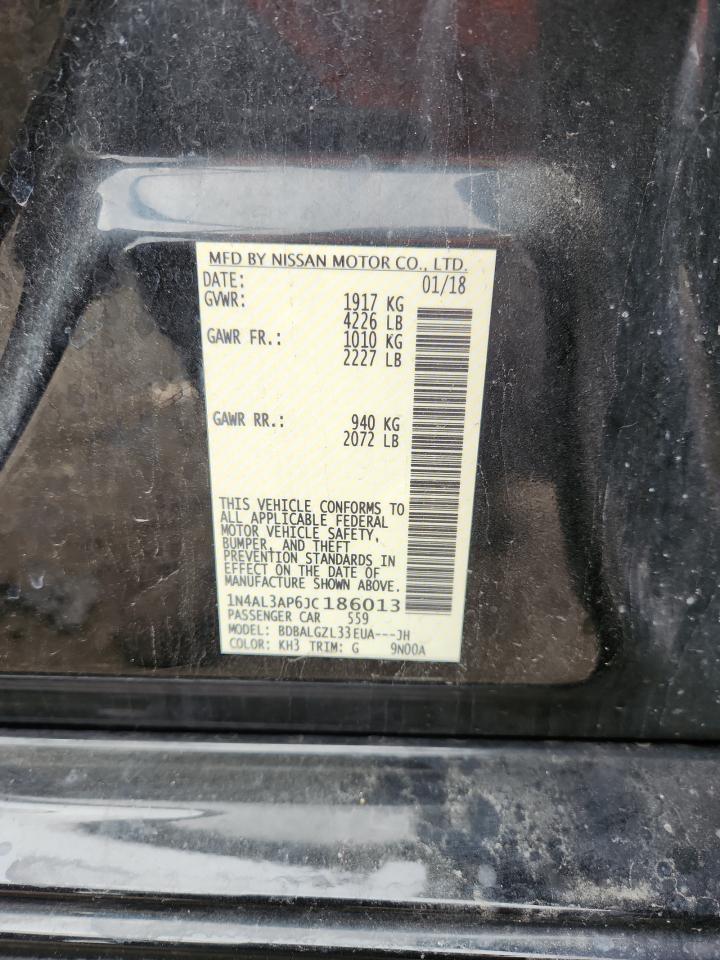 MFD BY NISSAN MOTOR CO., LTD.
DATE: 01/18
GVWR: 1917 KG
4226 LB
GAWR FR.: 1010 KG
2227 LB
GAWR RR.: 940 KG
2072 LB
THIS VEHICLE CONFORMS TO
ALL APPLICABLE FEDERAL
MOTOR VEHICLE SAFETY,
BUMPER, AND THEFT
PREVENTION STANDARDS IN
EFFECT ON THE DATE OF
MANUFACTURE SHOWN ABOVE.
1N4AL3AP6JC186013
PASSENGER CAR 559
MODEL: BDBALGZL33EUA---JH
COLOR: KH3 TRIM: G 9N00A